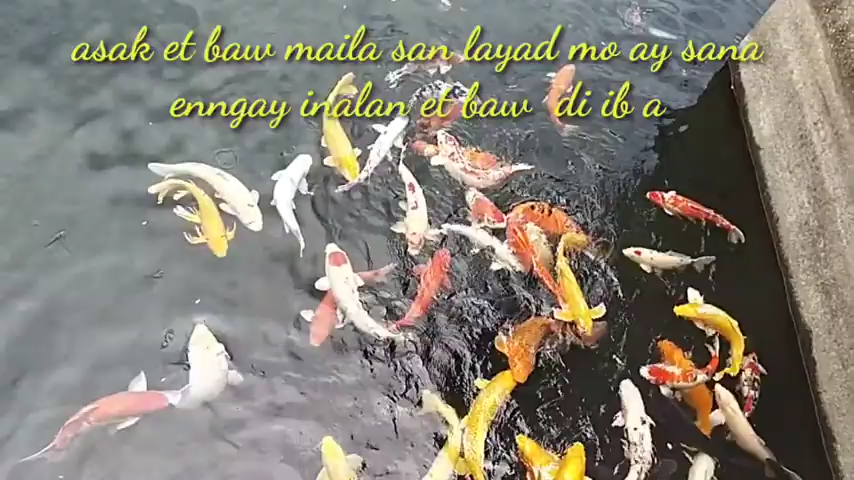 asak et baw maila san layad mo ay sana
enngay inalan et baw di ib a